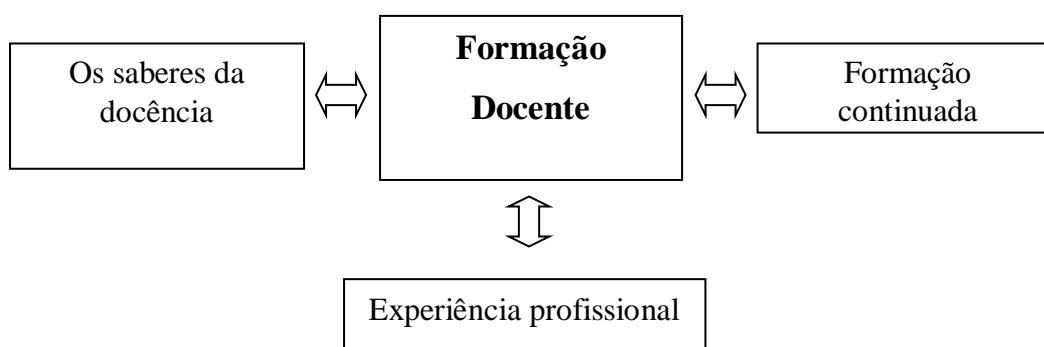 Os saberes da
docência
Formação
Docente
Formação
continuada
Experiência profissional